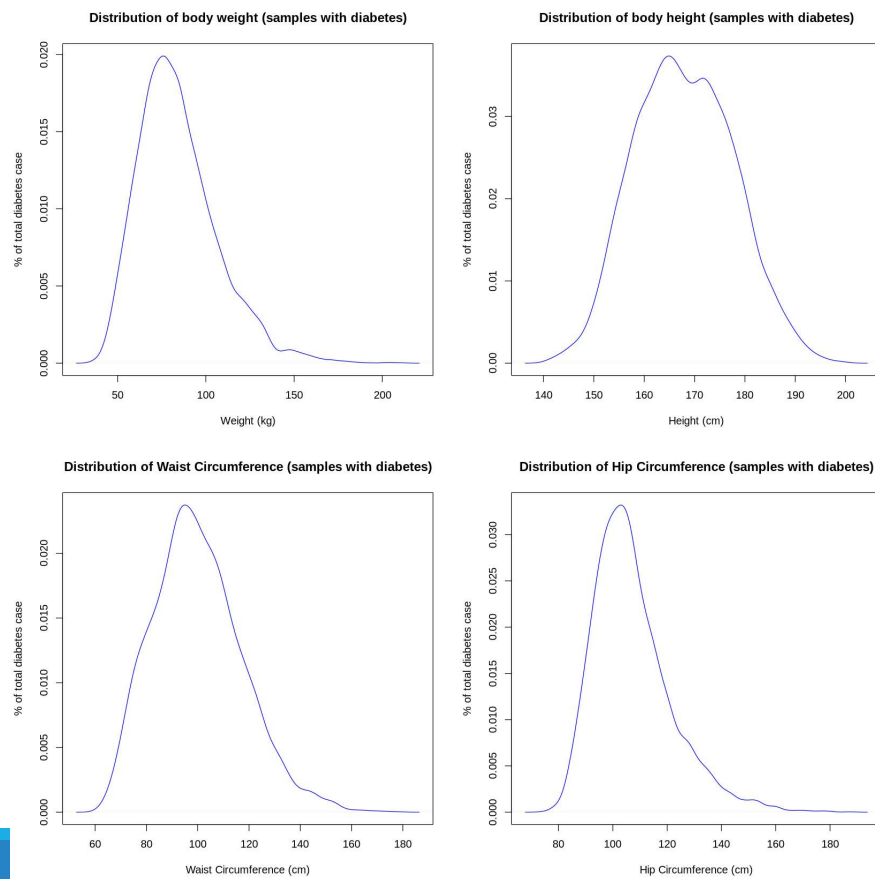 Distribution of body weight (samples with diabetes)
% of total diabetes case
0.000 0.005 0.010 0.015 0.020
50 100 150 200
Weight (kg)
Distribution of body height (samples with diabetes)
% of total diabetes case
0.00 0.01 0.02 0.03
140 150 160 170 180 190 200
Height (cm)
Distribution of Waist Circumference (samples with diabetes)
% of total diabetes case
0.000 0.005 0.010 0.015 0.020
60 80 100 120 140 160 180
Waist Circumference (cm)
Distribution of Hip Circumference (samples with diabetes)
% of total diabetes case
0.000 0.005 0.010 0.015 0.020 0.025 0.030
80 100 120 140 160 180
Hip Circumference (cm)